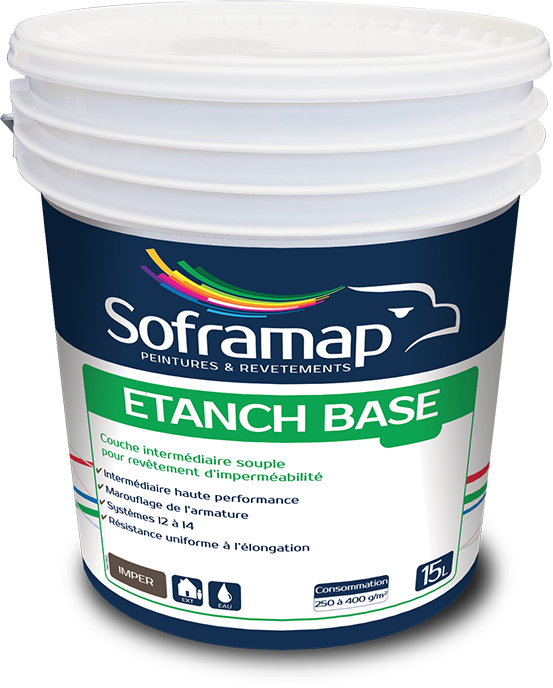 Soframap
PEINTURES & REVETEMENTS
ETANCH BASE
Couche intermédiaire souple
pour revêtement d'imperméabilité
✓ Intermédiaire haute performance
✓ Marouflage de l'armature
✓ Systèmes I2 à I4
✓ Résistance uniforme à l'élongation
IMPER
EXT
EAU
Consommation
250 à 400 g/m²
15L